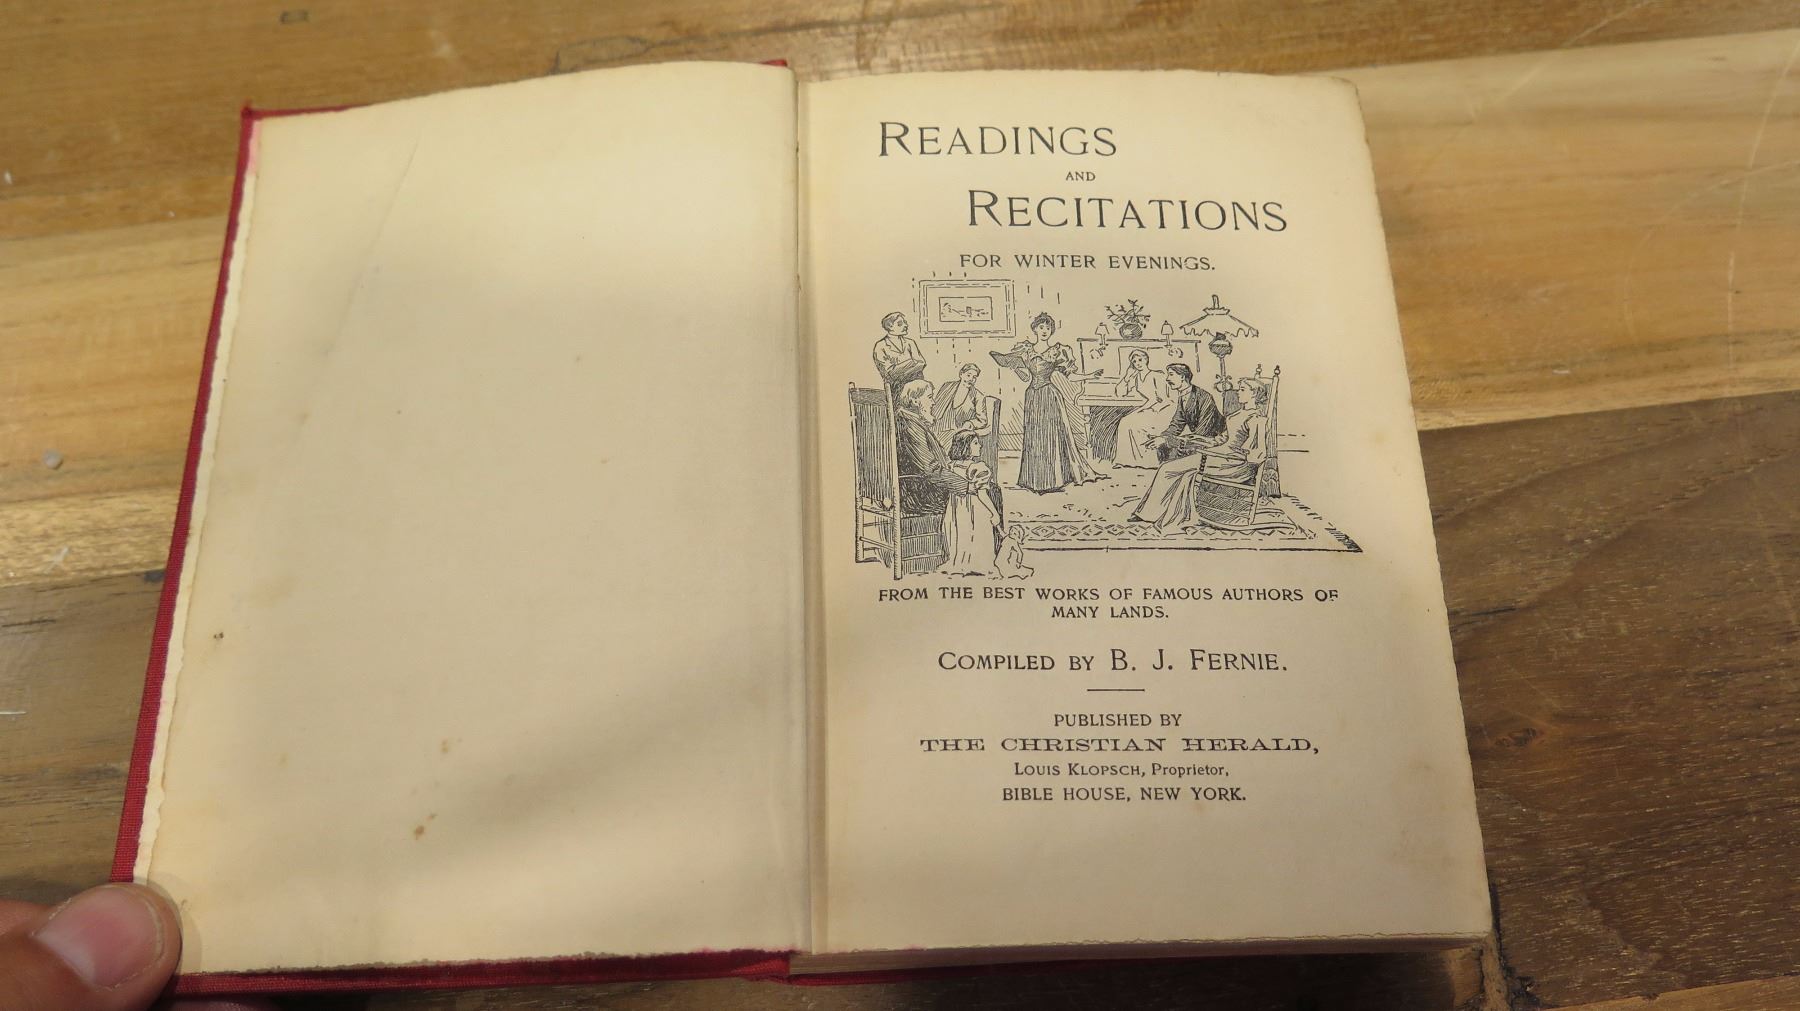 READINGS
AND
RECITATIONS
FOR WINTER EVENINGS.
FROM THE BEST WORKS OF FAMOUS AUTHORS OF
MANY LANDS.
COMPILED BY B. J. FERNIE.
PUBLISHED BY
THE CHRISTIAN HERALD,
LOUIS KLOPSCH, Proprietor,
BIBLE HOUSE, NEW YORK.